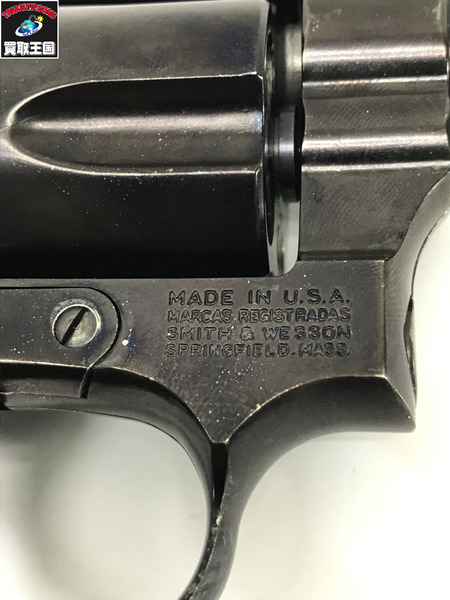 買取王国
MADE IN U.S.A.
MARCAS REGISTRADAS
SMITH & WESSON
SPRINGFIELD. MASS.